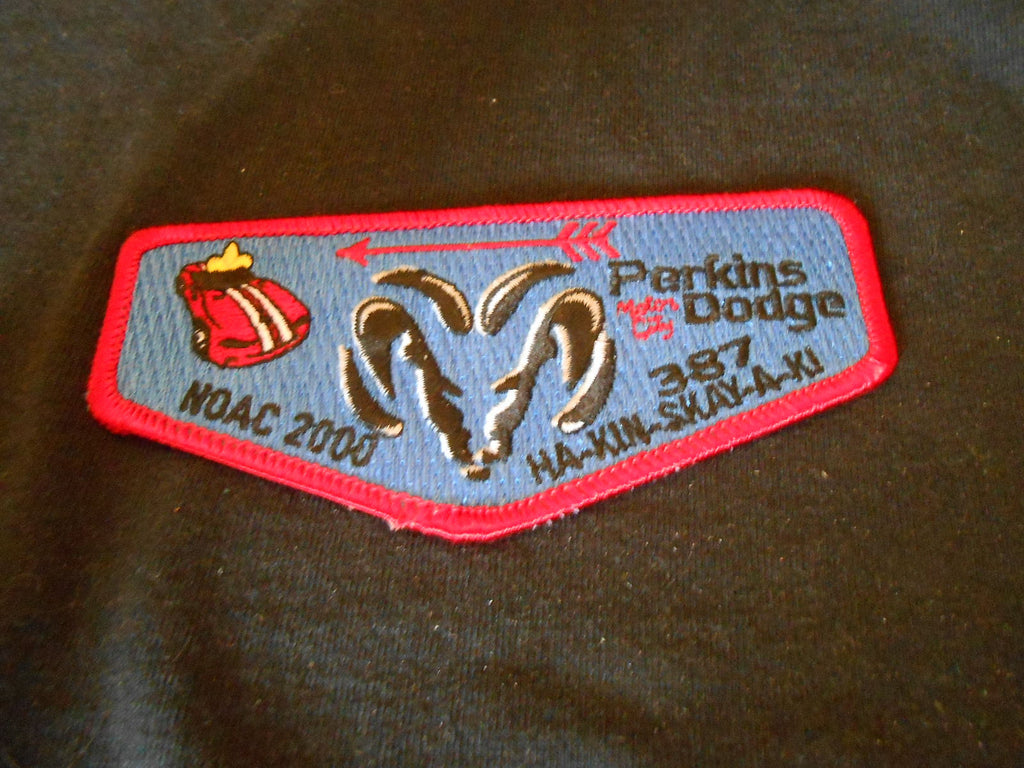 Perkins
Motor City
Dodge
387
HA-KIN-SKAY-A-KI
NOAC 2000